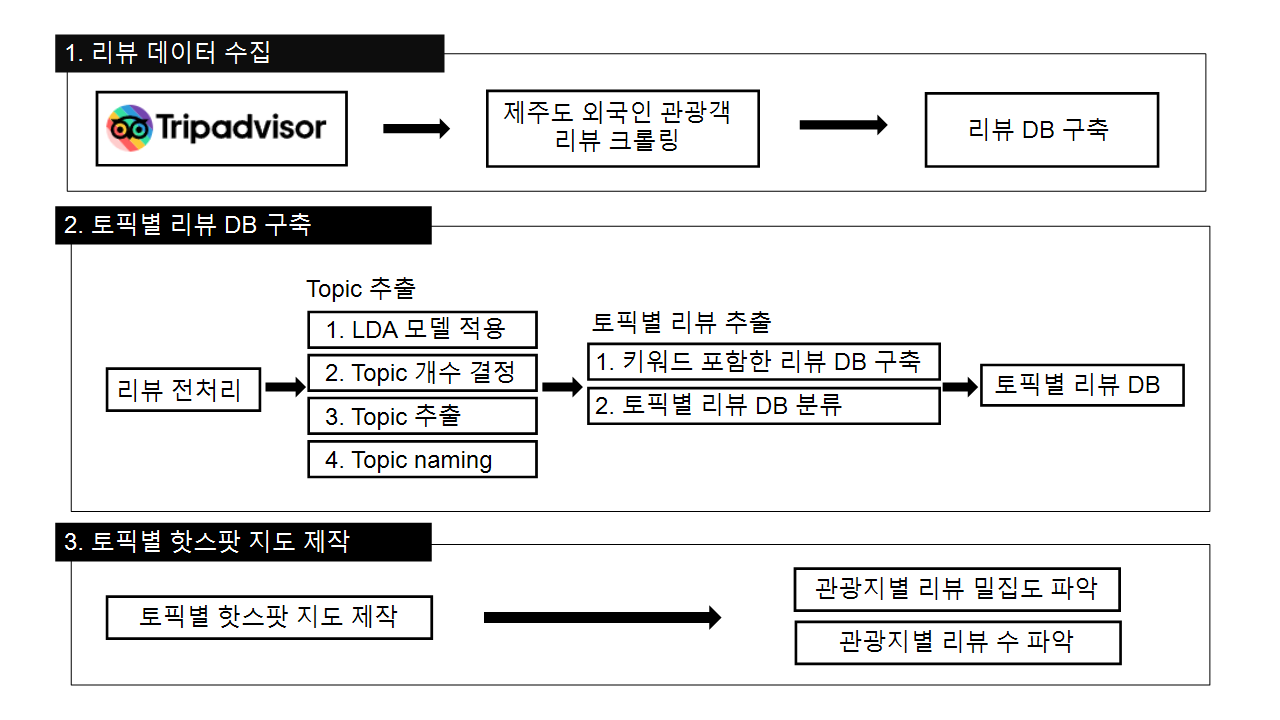 1. 리뷰 데이터 수집
Tripadvisor
제주도 외국인 관광객
리뷰 크롤링
리뷰 DB 구축
2. 토픽별 리뷰 DB 구축
리뷰 전처리
Topic 추출
1. LDA 모델 적용
2. Topic 개수 결정
3. Topic 추출
4. Topic naming
토픽별 리뷰 추출
1. 키워드 포함한 리뷰 DB 구축
2. 토픽별 리뷰 DB 분류
토픽별 리뷰 DB
3. 토픽별 핫스팟 지도 제작
토픽별 핫스팟 지도 제작
관광지별 리뷰 밀집도 파악
관광지별 리뷰 수 파악